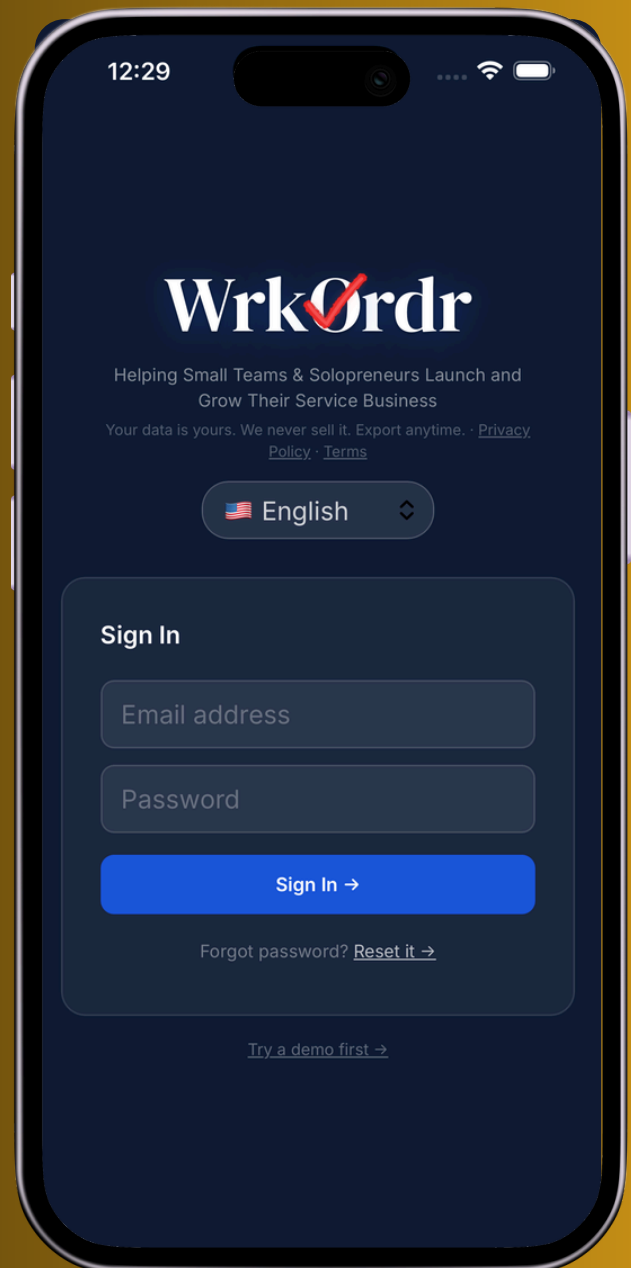 12:29
WrkOrdr
Helping Small Teams & Solopreneurs Launch and
Grow Their Service Business
Your data is yours. We never sell it. Export anytime. · Privacy
Policy · Terms
🇺🇸 English
Sign In
Email address
Password
Sign In →
Forgot password? Reset it →
Try a demo first →